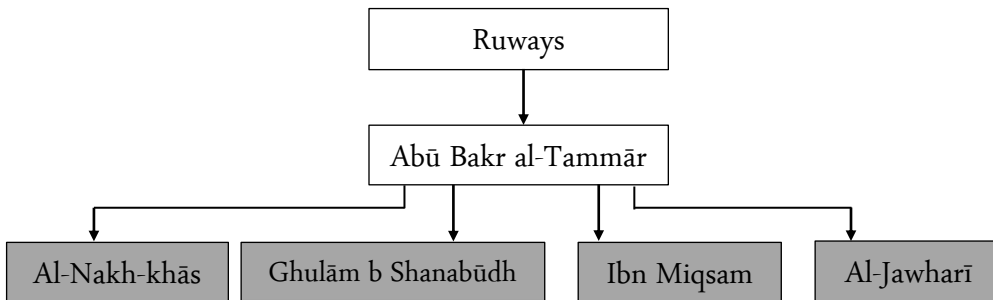 Ruways
Abū Bakr al-Tammār
Al-Nakh-khās
Ghulām b Shanabūdh
Ibn Miqsam
Al-Jawharī